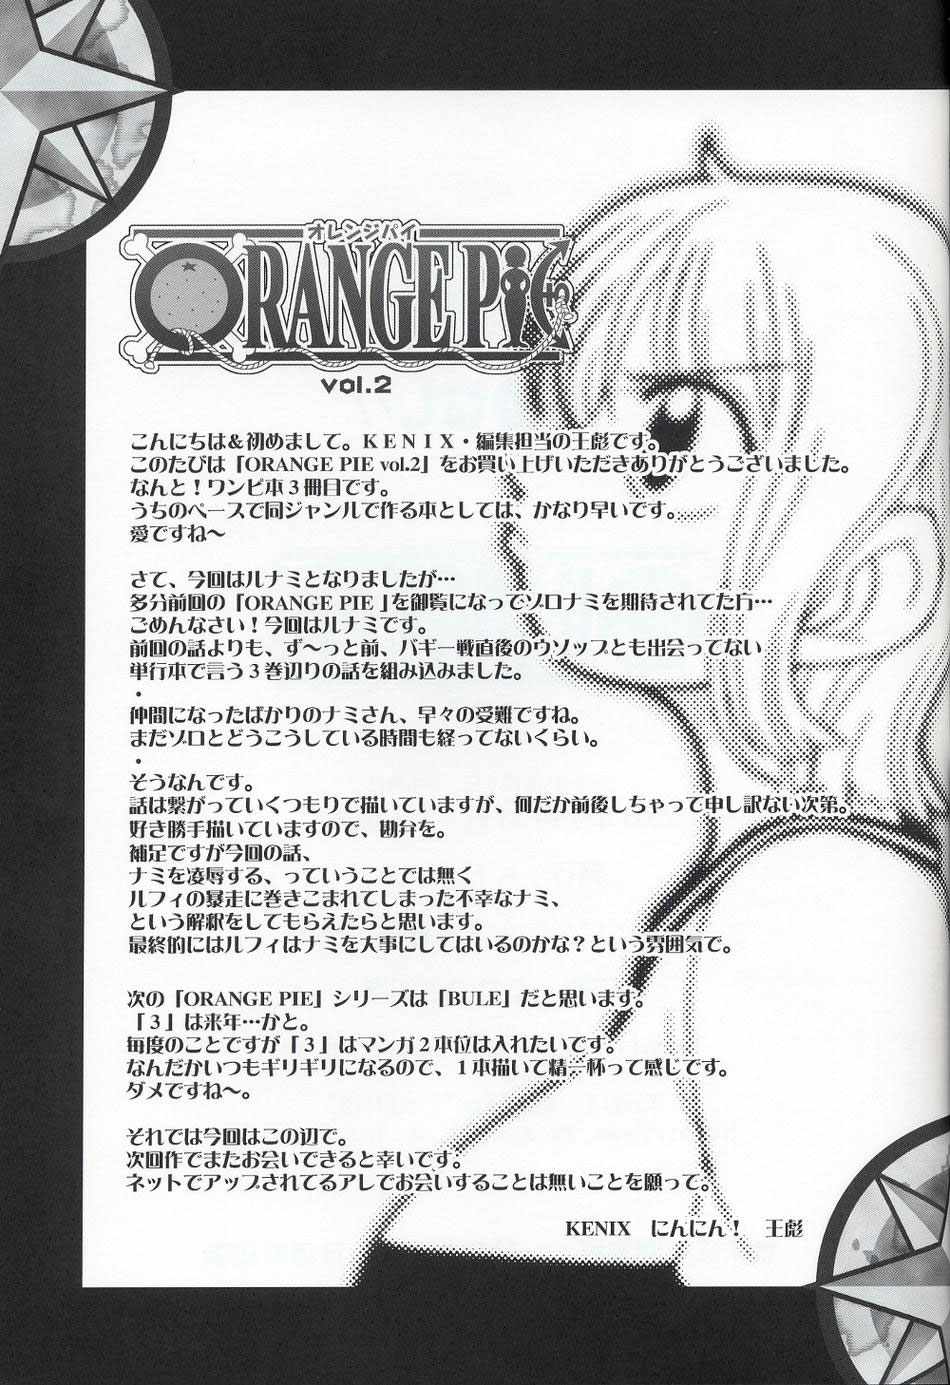 オレンジパイ
ORANGE PiE
vol.2
こんにちは＆初めまして。KENIX・編集担当の王彪です。
このたびは「ORANGE PIE vol.2」をお買い上げいただきありがとうございました。
なんと！ワンピ本３冊目です。
うちのペースで同ジャンルで作る本としては、かなり早いです。
愛ですね〜
さて、今回はルナミとなりましたが…
多分前回の「ORANGE PIE」を御覧になってゾロナミを期待されてた方…
ごめんなさい！今回はルナミです。
前回の話よりも、ず〜っと前、バギー戦直後のウソップとも出会ってない
単行本で言う３巻辺りの話を組み込みました。
・
仲間になったばかりのナミさん、早々の受難ですね。
まだゾロとどうこうしている時間も経ってないくらい。
・
そうなんです。
話は繋がっていくつもりで描いていますが、何だか前後しちゃって申し訳ない次第。
好き勝手描いていますので、勘弁を。
補足ですが今回の話、
ナミを凌辱する、っていうことでは無く
ルフィの暴走に巻きこまれてしまった不幸なナミ、
という解釈をしてもらえたらと思います。
最終的にはルフィはナミを大事にしてはいるのかな？という雰囲気で。
次の「ORANGE PIE」シリーズは「BULE」だと思います。
「３」は来年…かと。
毎度のことですが「３」はマンガ２本位は入れたいです。
なんだかいつもギリギリになるので、１本描いて精一杯って感じです。
ダメですね〜。
それでは今回はこの辺で。
次回作でまたお会いできると幸いです。
ネットでアップされてるアレでお会いすることは無いことを願って。
KENIX　にんにん！　王彪